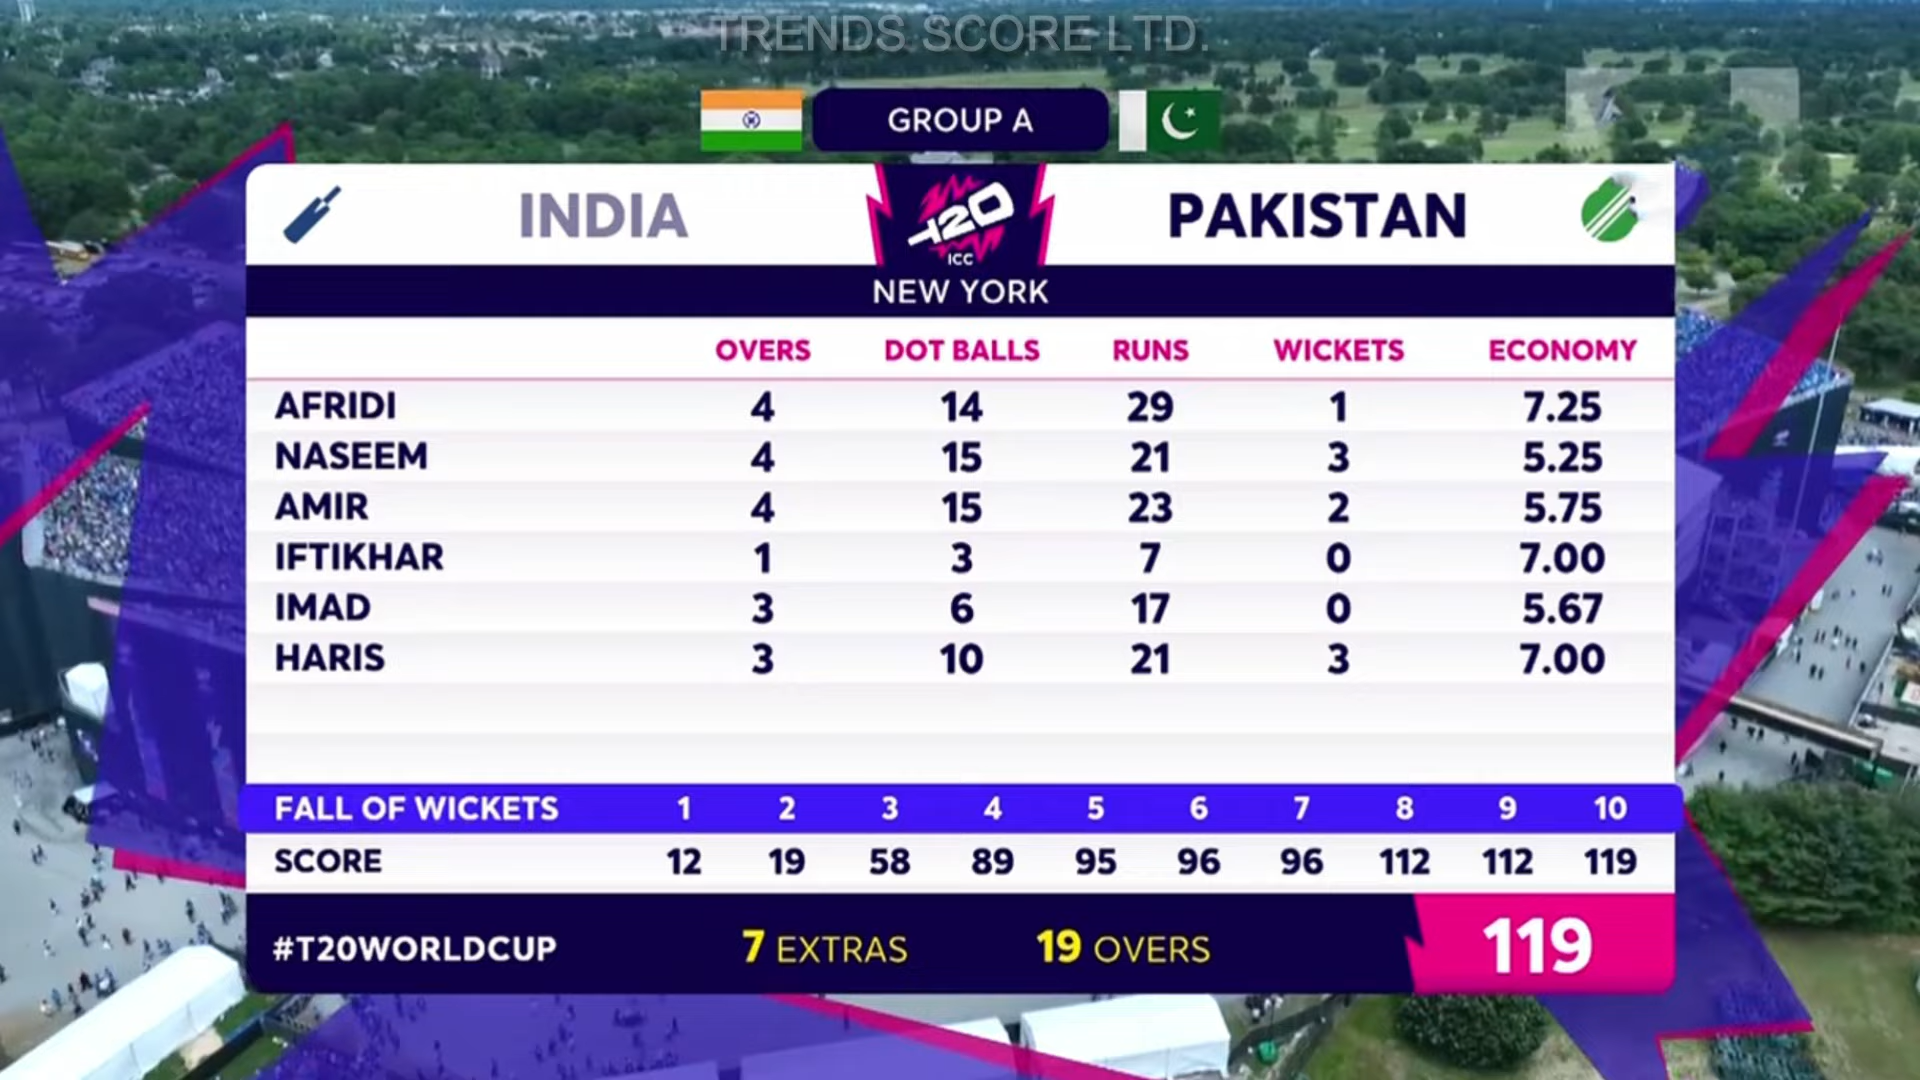 TRENDS SCORE LTD.
GROUP A
INDIA T20 PAKISTAN
ICC
NEW YORK
OVERS DOT BALLS RUNS WICKETS ECONOMY
AFRIDI 4 14 29 1 7.25
NASEEM 4 15 21 3 5.25
AMIR 4 15 23 2 5.75
IFTIKHAR 1 3 7 0 7.00
IMAD 3 6 17 0 5.67
HARIS 3 10 21 3 7.00
FALL OF WICKETS 1 2 3 4 5 6 7 8 9 10
SCORE 12 19 58 89 95 96 96 112 112 119
#T20WORLDCUP 7 EXTRAS 19 OVERS 119